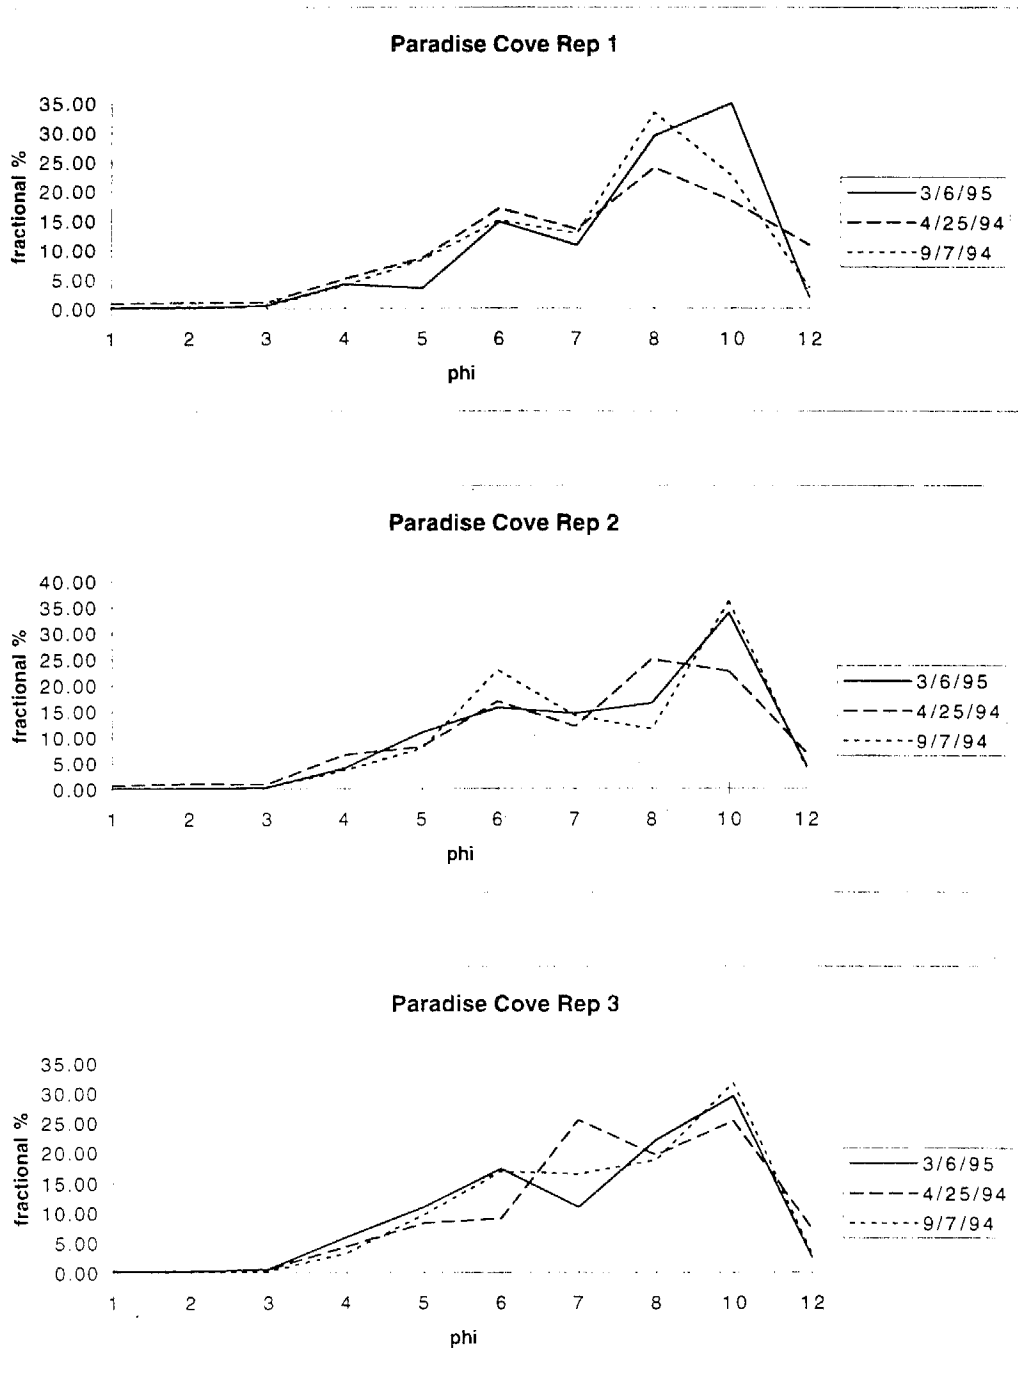 Paradise Cove Rep 1
35.00
30.00
25.00
20.00
15.00
10.00
5.00
0.00
fractional %
1 2 3 4 5 6 7 8 10 12
phi
3/6/95
4/25/94
9/7/94
Paradise Cove Rep 2
40.00
35.00
30.00
25.00
20.00
15.00
10.00
5.00
0.00
fractional %
1 2 3 4 5 6 7 8 10 12
phi
3/6/95
4/25/94
9/7/94
Paradise Cove Rep 3
35.00
30.00
25.00
20.00
15.00
10.00
5.00
0.00
fractional %
1 2 3 4 5 6 7 8 10 12
phi
3/6/95
4/25/94
9/7/94